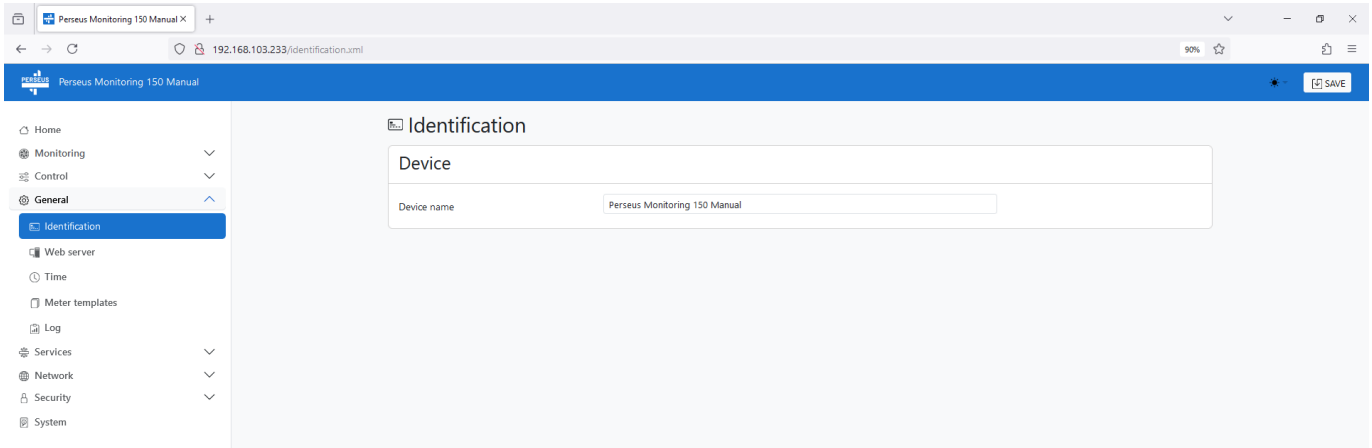 Perseus Monitoring 150 Manual
192.168.103.233/identification.xml
90%
PERSEUS
Perseus Monitoring 150 Manual
SAVE
Home
Monitoring
Control
General
Identification
Web server
Time
Meter templates
Log
Services
Network
Security
System
Identification
Device
Device name
Perseus Monitoring 150 Manual